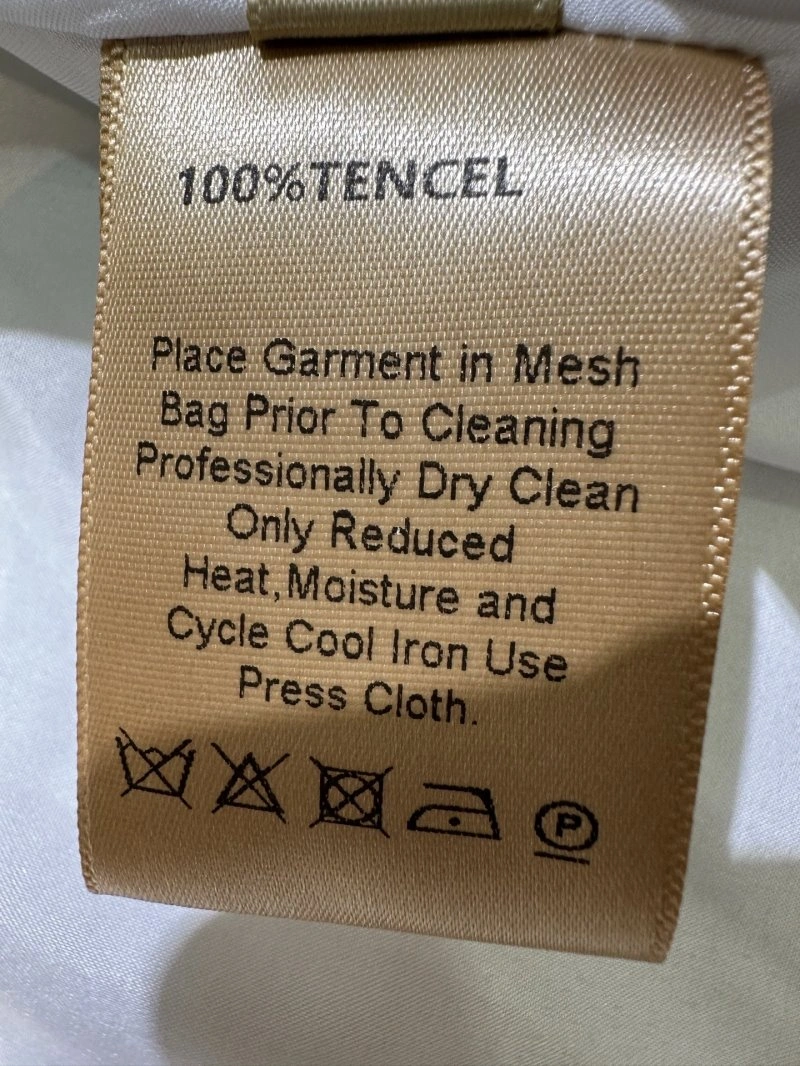 100%TENCEL
Place Garment in Mesh
Bag Prior To Cleaning
Professionally Dry Clean
Only Reduced
Heat,Moisture and
Cycle Cool Iron Use
Press Cloth.
P